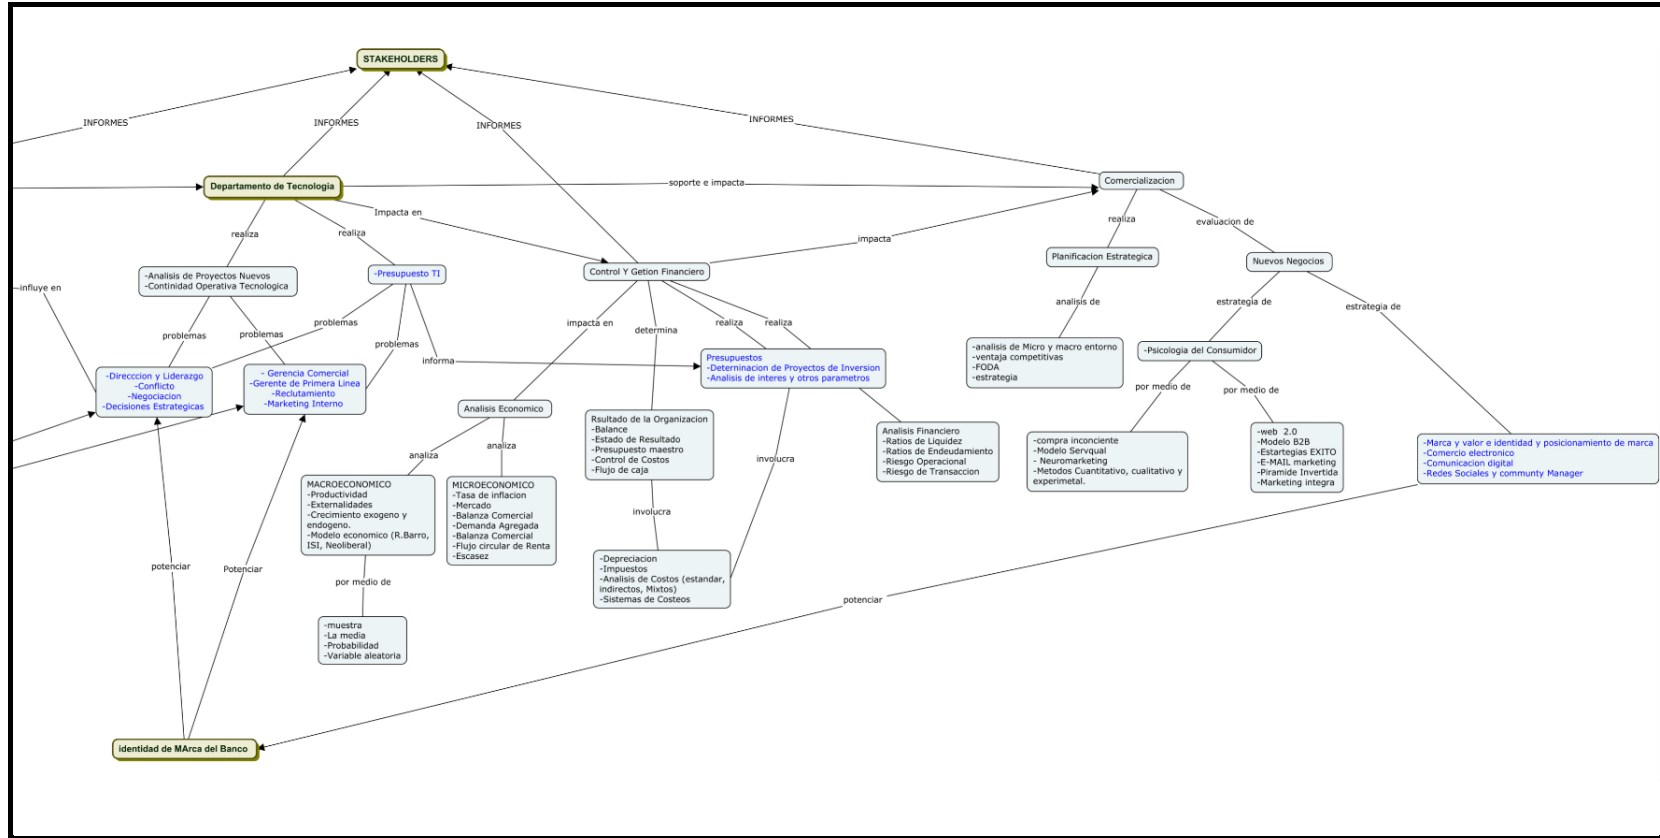 STAKEHOLDERS
INFORMES
INFORMES
INFORMES
INFORMES
Departamento de Tecnologia
soporte e impacta
Comercializacion
Impacta en
realiza
realiza
realiza
evaluacion de
impacta
-Analisis de Proyectos Nuevos
-Continidad Operativa Tecnologica
-Presupuesto TI
Control Y Getion Financiero
Planificacion Estrategica
Nuevos Negocios
influye en
problemas
problemas
problemas
problemas
informa
impacta en
determina
realiza
realiza
analisis de
estrategia de
estrategia de
-Direcccion y Liderazgo
-Conflicto
-Negociacion
-Decisiones Estrategicas
- Gerencia Comercial
-Gerente de Primera Linea
-Reclutamiento
-Marketing Interno
Presupuestos
-Deterninacion de Proyectos de Inversion
-Analisis de interes y otros parametros
-analisis de Micro y macro entorno
-ventaja competitivas
-FODA
-estrategia
-Psicologia del Consumidor
por medio de
por medio de
Analisis Economico
analiza
analiza
Rsultado de la Organizacion
-Balance
-Estado de Resultado
-Presupuesto maestro
-Control de Costos
-Flujo de caja
involucra
Analisis Financiero
-Ratios de Liquidez
-Ratios de Endeudamiento
-Riesgo Operacional
-Riesgo de Transaccion
-compra inconciente
-Modelo Servqual
- Neuromarketing
-Metodos Cuantitativo, cualitativo y
experimetal.
-web  2.0
-Modelo B2B
-Estartegias EXITO
-E-MAIL marketing
-Piramide Invertida
-Marketing integra
-Marca y valor e identidad y posicionamiento de marca
-Comercio electronico
-Comunicacion digital
-Redes Sociales y communty Manager
MACROECONOMICO
-Productividad
-Externalidades
-Crecimiento exogeno y
endogeno.
-Modelo economico (R.Barro,
ISI, Neoliberal)
MICROECONOMICO
-Tasa de inflacion
-Mercado
-Balanza Comercial
-Demanda Agregada
-Balanza Comercial
-Flujo circular de Renta
-Escasez
involucra
potenciar
Potenciar
por medio de
-Depreciacion
-Impuestos
-Analisis de Costos (estandar,
indirectos, Mixtos)
-Sistemas de Costeos
potenciar
-muestra
-La media
-Probabilidad
-Variable aleatoria
identidad de MArca del Banco